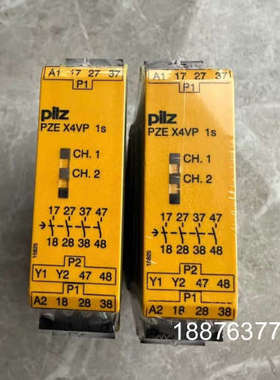 A1 17 27 37
P1
pilz
PZE X4VP 1s
CH. 1
CH. 2
17 27 37 47
18 28 38 48
P2
Y1 Y2 47 48
P1
A2 18 28 38
A1 17 27 37
P1
pilz
PZE X4VP 1s
CH. 1
CH. 2
17 27 37 47
18 28 38 48
P2
Y1 Y2 47 48
P1
A2 18 28 38
18876377